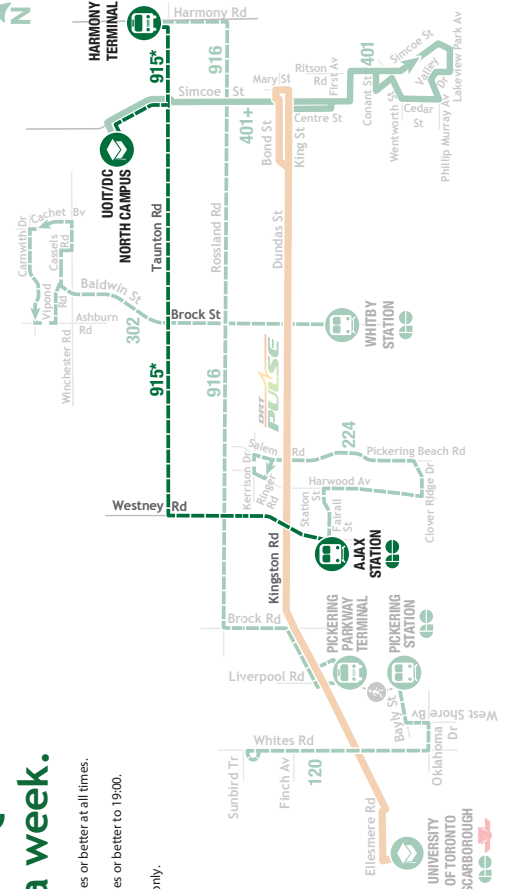 N
HARMONY
TERMINAL
Harmony Rd
915*
916
Simcoe St
Mary St
Ritson
Rd
First Av
401
Simcoe St
Valley
Dr
Lakeview Park Av
Conant St
Wentworth St
Cedar
St
Phillip Murray Av
Centre St
401+
Bond St
King St
UOIT/DC
NORTH CAMPUS
Taunton Rd
Rossland Rd
Dundas St
Carnwith Dr
Cachet Bv
Cassels
Rd
Vipond
Rd
Baldwin St
Ashburn
Rd
Winchester Rd
302
Brock St
WHITBY
STATION
GO
915*
916
DRT
PULSE
Salem Rd
224
Pickering Beach Rd
Kerrison Dr
Ringer
Rd
Harwood Av
Station
St
Fairall
St
Clover Ridge Dr
Westney Rd
AJAX
STATION
GO
Kingston Rd
Brock Rd
PICKERING
PARKWAY
TERMINAL
PICKERING
STATION
GO
Liverpool Rd
Bayly St
West Shore Bv
Whites Rd
Oklahoma
Dr
Sunbird Tr
Finch Av
120
Ellesmere Rd
UNIVERSITY
OF TORONTO
SCARBOROUGH
GO
a week.
es or better at all times.
es or better to 19:00.
only.